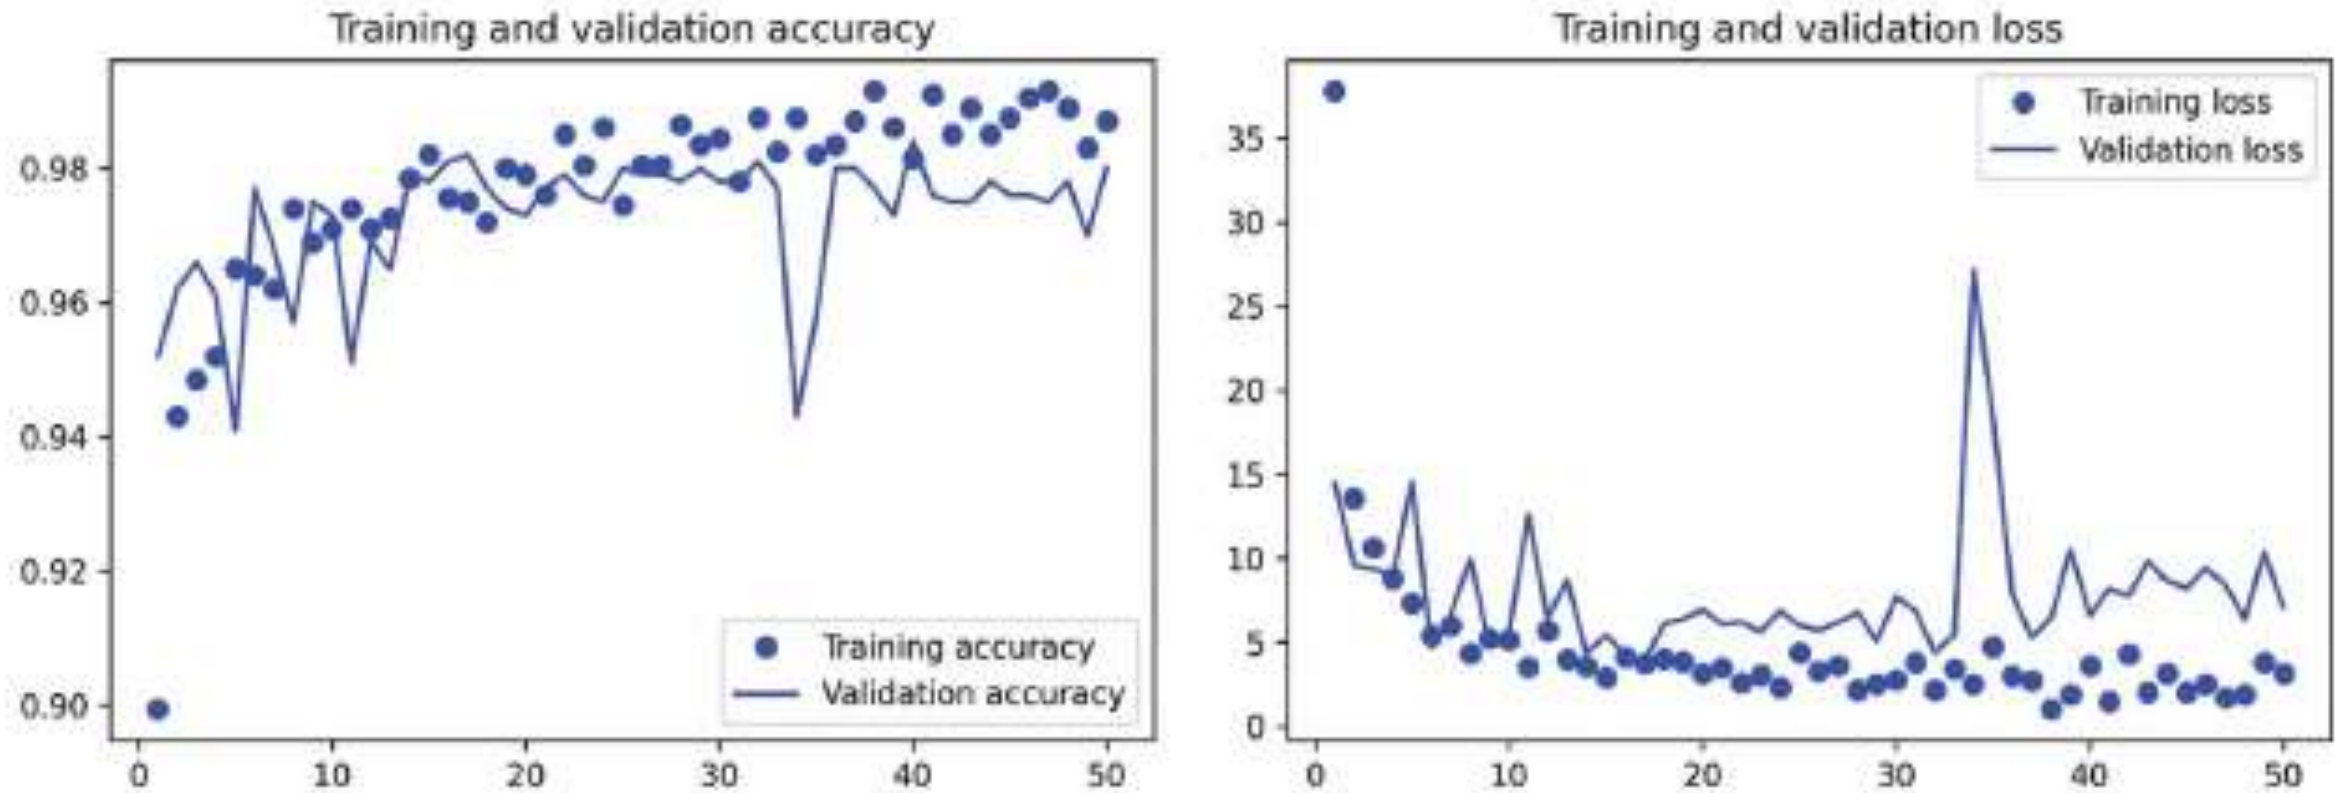 Training and validation accuracy
0.98
0.96
0.94
0.92
0.90
Training accuracy
Validation accuracy
0 10 20 30 40 50
Training and validation loss
35
30
25
20
15
10
5
0
Training loss
Validation loss
0 10 20 30 40 50